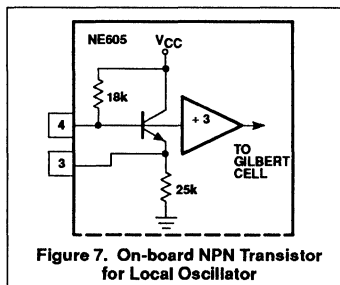 NE605
VCC
18k
4
÷ 3
3
TO
GILBERT
CELL
25k
Figure 7. On-board NPN Transistor
for Local Oscillator